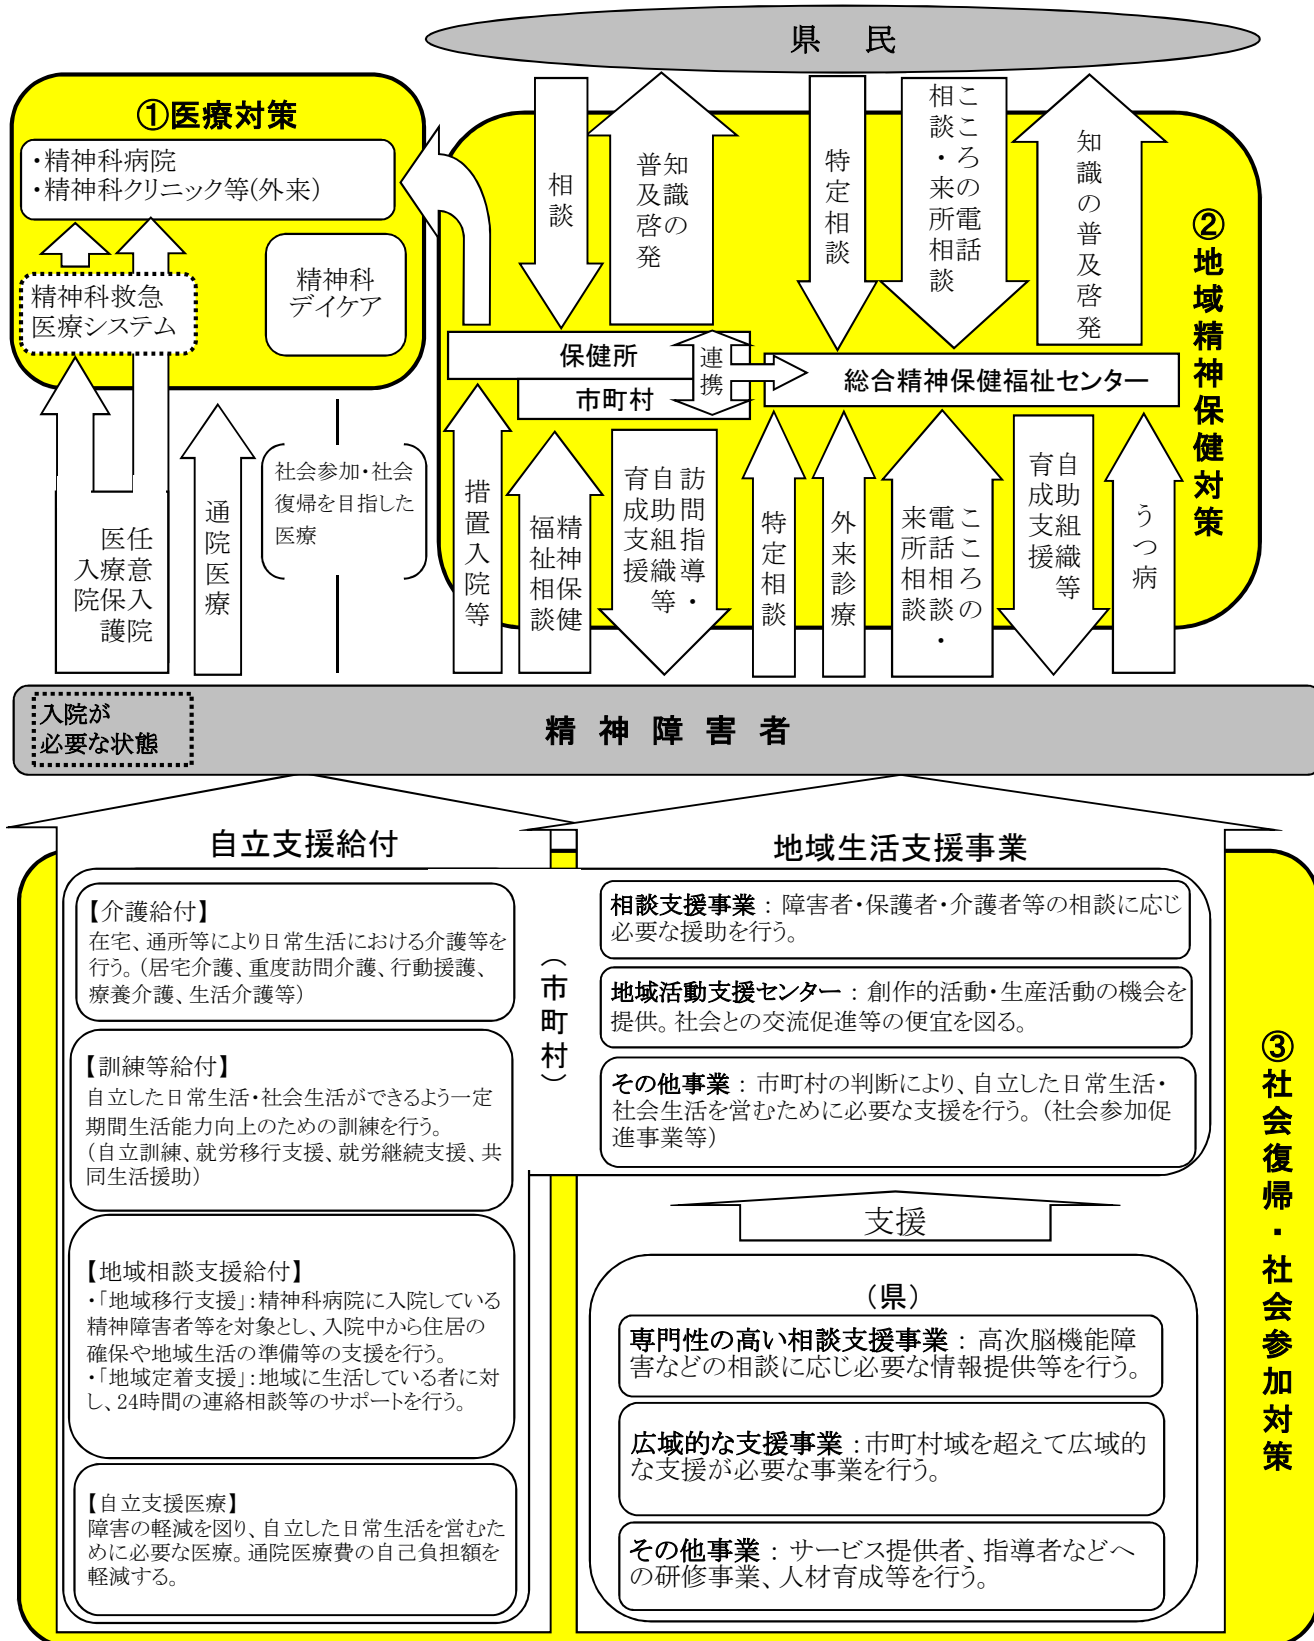 県　民
①医療対策
・精神科病院
・精神科クリニック等(外来)
精神科救急
医療システム
精神科
デイケア
相談
知識の
普及啓発
特定相談
こころの電話
相談・来所相談
知識の普及啓発
②地域精神保健対策
保健所
市町村
連携
総合精神保健福祉センター
任意入院
医療保護
入院
通院医療
社会参加・社会
復帰を目指した
医療
措置入院等
精神保健
福祉相談
訪問指導・
自助組織等
育成支援
特定相談
外来診療
こころの
電話相談・
来所相談
自助組織等
育成支援
うつ病
入院が
必要な状態
精神障害者
自立支援給付
【介護給付】
在宅、通所等により日常生活における介護等を
行う。(居宅介護、重度訪問介護、行動援護、
療養介護、生活介護等)
【訓練等給付】
自立した日常生活・社会生活ができるよう一定
期間生活能力向上のための訓練を行う。
(自立訓練、就労移行支援、就労継続支援、共
同生活援助)
【地域相談支援給付】
・「地域移行支援」:精神科病院に入院している
精神障害者等を対象とし、入院中から住居の
確保や地域生活の準備等の支援を行う。
・「地域定着支援」:地域に生活している者に対
し、24時間の連絡相談等のサポートを行う。
【自立支援医療】
障害の軽減を図り、自立した日常生活を営むた
めに必要な医療。通院医療費の自己負担額を
軽減する。
(市町村)
地域生活支援事業
相談支援事業：障害者・保護者・介護者等の相談に応じ
必要な援助を行う。
地域活動支援センター：創作的活動・生産活動の機会を
提供。社会との交流促進等の便宜を図る。
その他事業：市町村の判断により、自立した日常生活・
社会生活を営むために必要な支援を行う。(社会参加促
進事業等)
支援
(県)
専門性の高い相談支援事業：高次脳機能障
害などの相談に応じ必要な情報提供等を行う。
広域的な支援事業：市町村域を超えて広域的
な支援が必要な事業を行う。
その他事業：サービス提供者、指導者などへ
の研修事業、人材育成等を行う。
③社会復帰・社会参加対策